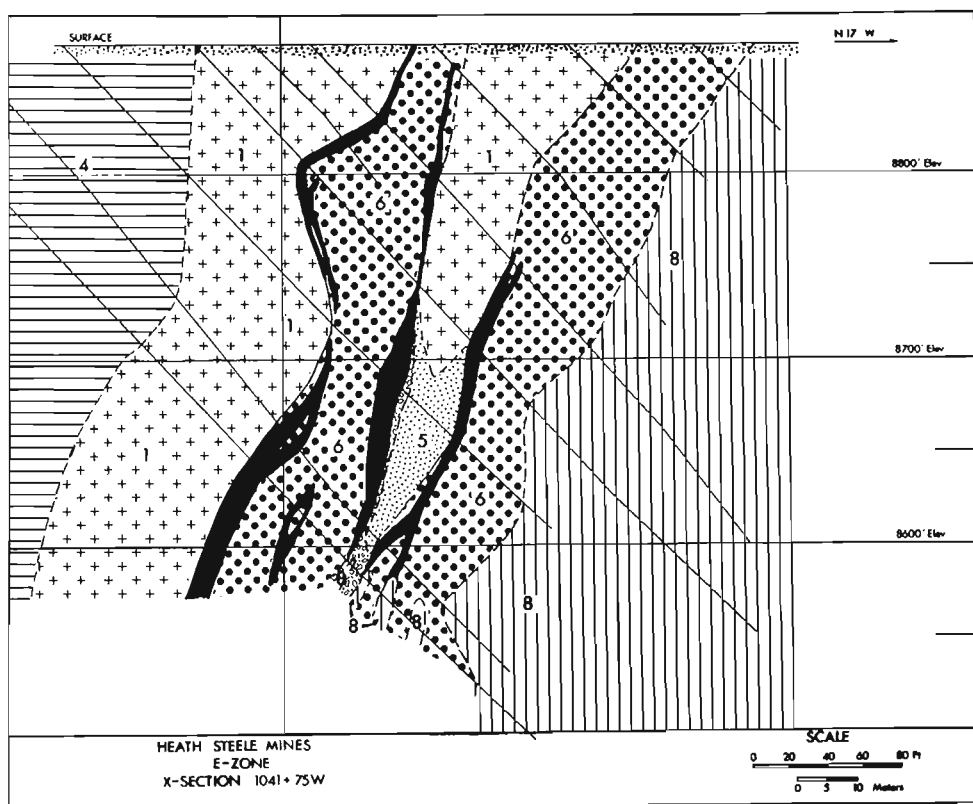 SURFACE
N 17 W
4
1
1
8800' Elev
6
6
8
1
8700' Elev
5
1
6
6
8600' Elev
8
8
8
HEATH STEELE MINES
E-ZONE
X-SECTION 1041+75W
SCALE
0 20 40 60 80 Ft
0 5 10 Meters